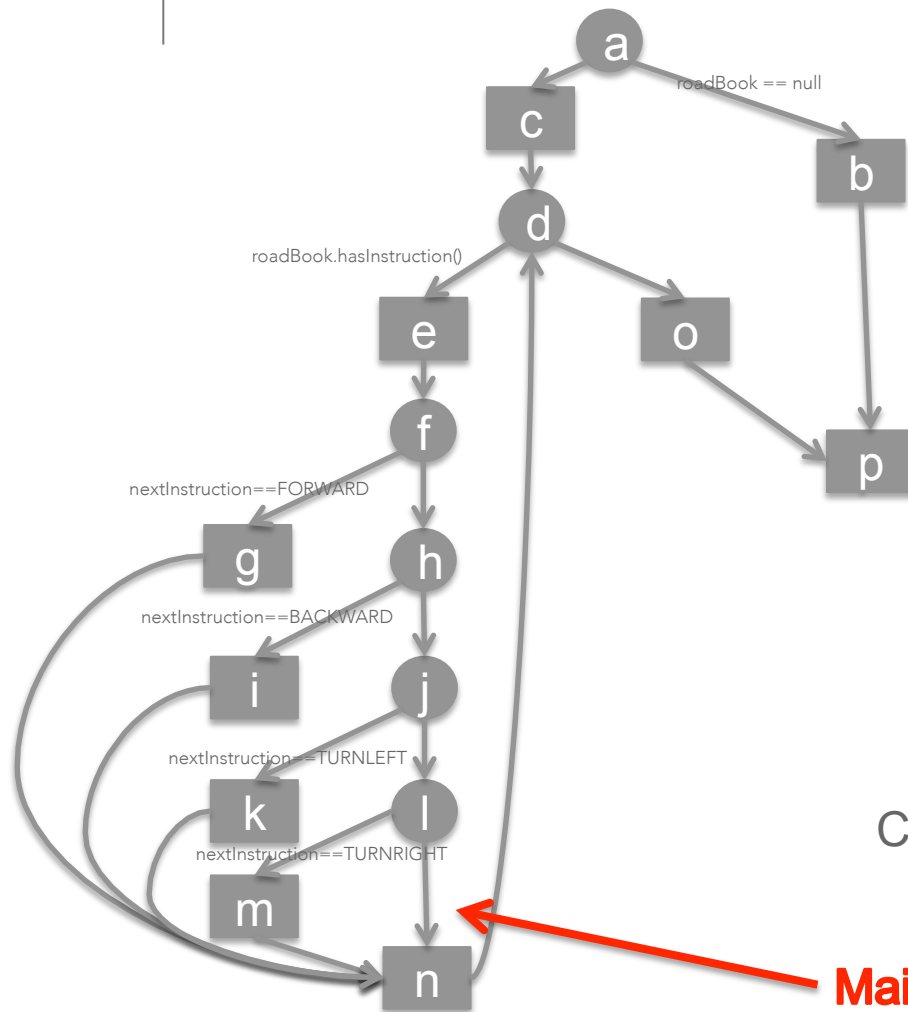 a
roadBook == null
c
b
d
roadBook.hasInstruction()
e
o
f
p
nextInstruction==FORWARD
g
h
nextInstruction==BACKWARD
i
j
nextInstruction==TURNLEFT
k
l
C
nextInstruction==TURNRIGHT
m
n
Mai